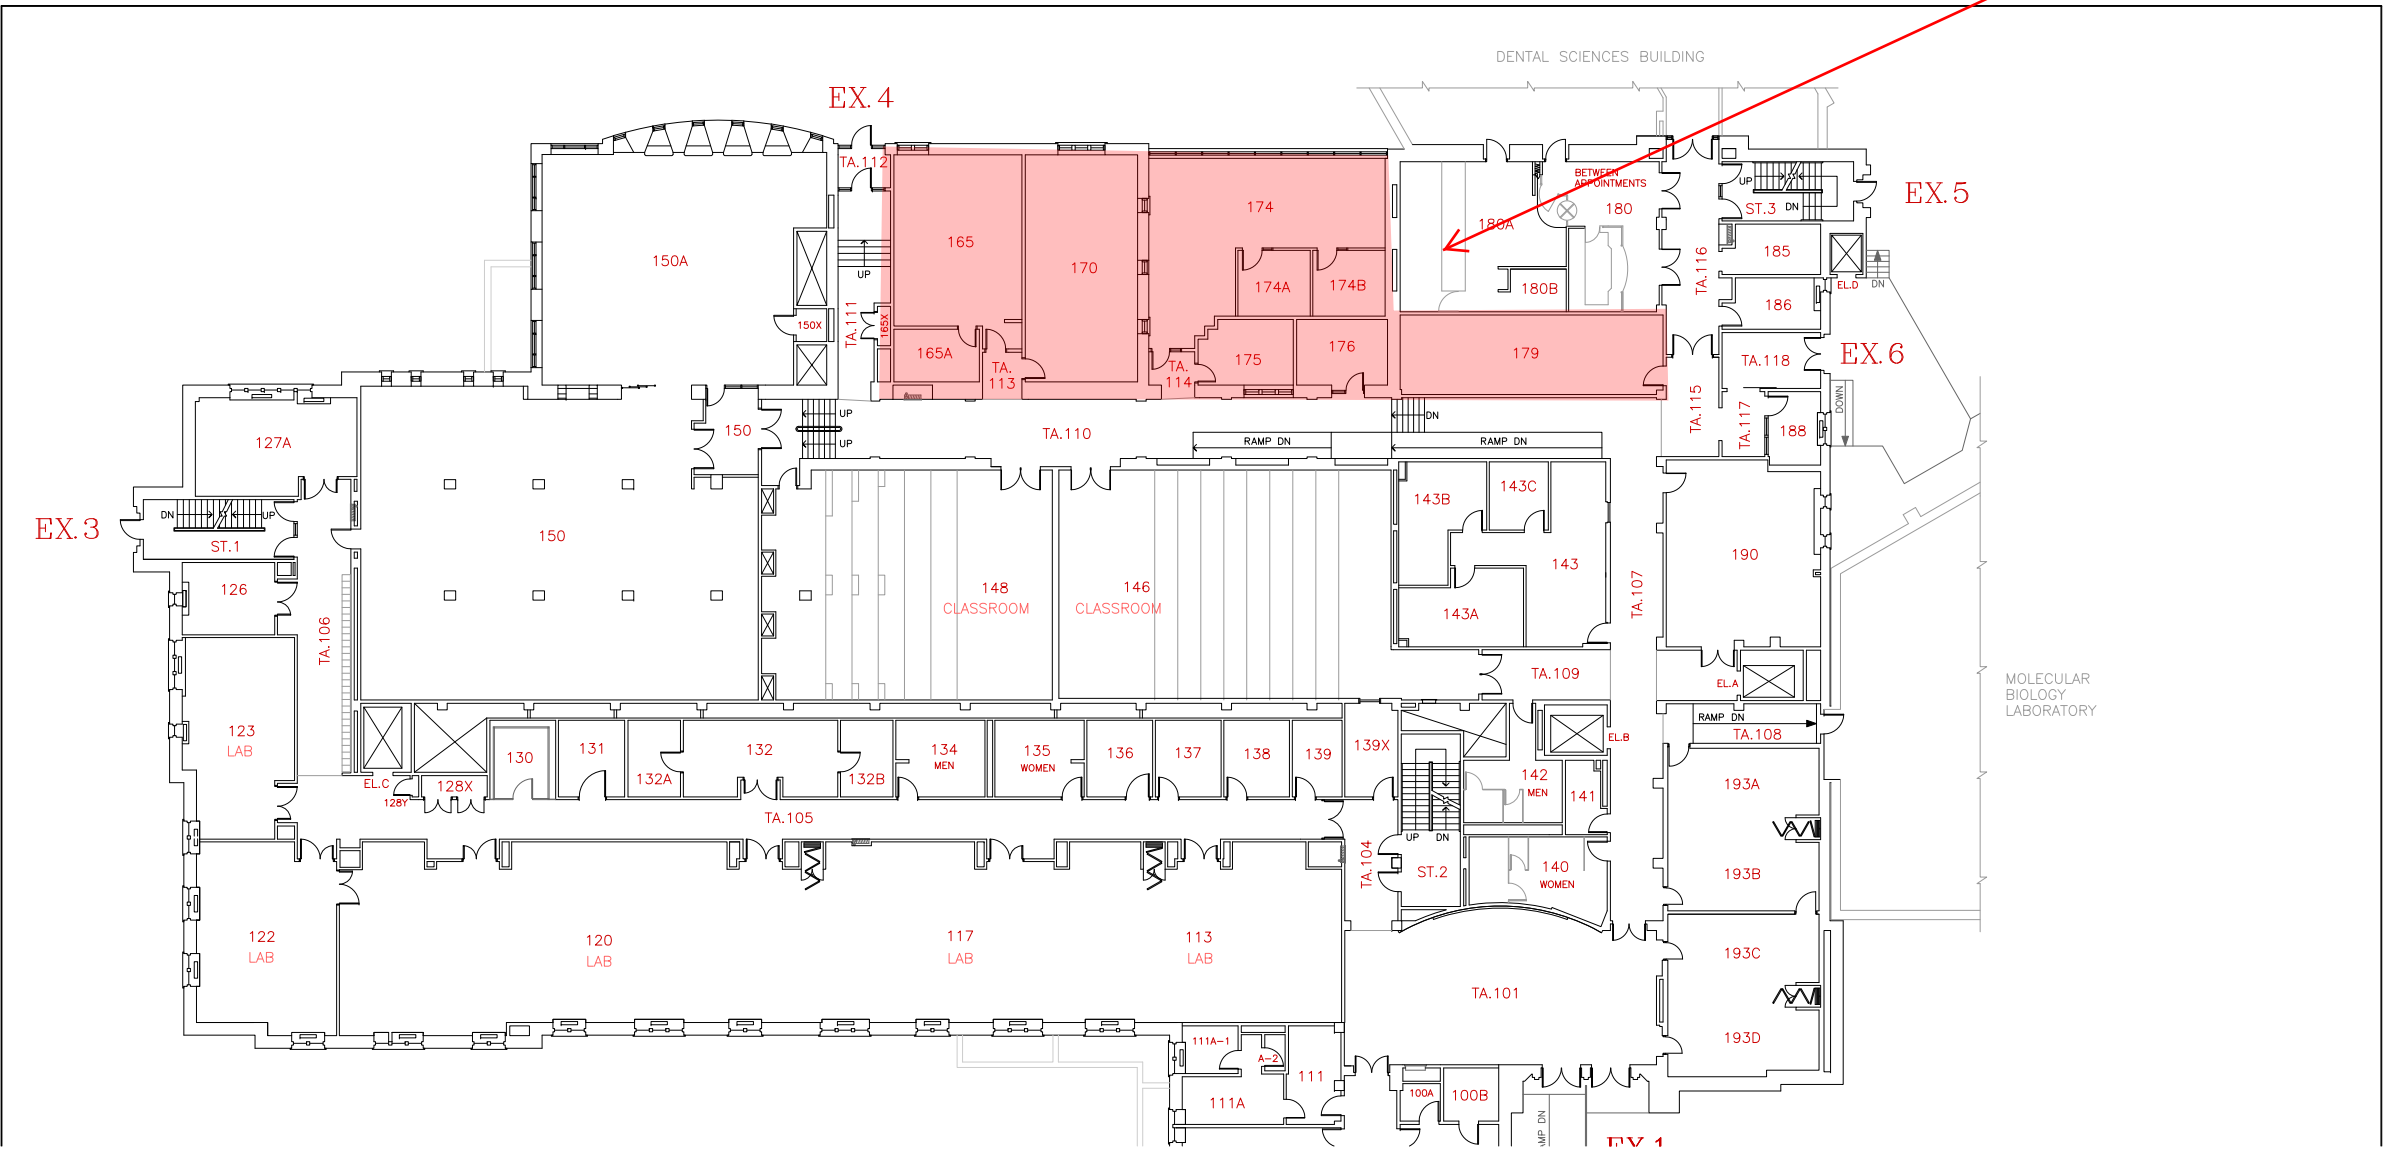 DENTAL SCIENCES BUILDING
EX.4
TA.112
BETWEEN
APPOINTMENTS
UP
EX.5
174
180
ST.3
DN
165
180A
150A
170
185
UP
TA.116
174A
174B
180B
EL.D
DN
186
TA.111
165X
150X
165A
TA.
113
TA.
114
175
176
179
TA.118
EX.6
DOWN
UP
DN
TA.115
TA.117
127A
150
UP
TA.110
RAMP DN
RAMP DN
188
143B
143C
DN
UP
EX.3
ST.1
150
190
143
126
148
CLASSROOM
146
CLASSROOM
TA.107
143A
TA.106
TA.109
EL.A
MOLECULAR
BIOLOGY
LABORATORY
123
LAB
RAMP DN
TA.108
EL.B
130
131
132A
132
132B
134
MEN
135
WOMEN
136
137
138
139
139X
142
MEN
141
EL.C
128X
128Y
193A
TA.105
UP
DN
TA.104
ST.2
140
WOMEN
193B
122
LAB
120
LAB
117
LAB
113
LAB
193C
TA.101
193D
111A-1
A-2
111
111A
100A
100B
RAMP DN
EX.1